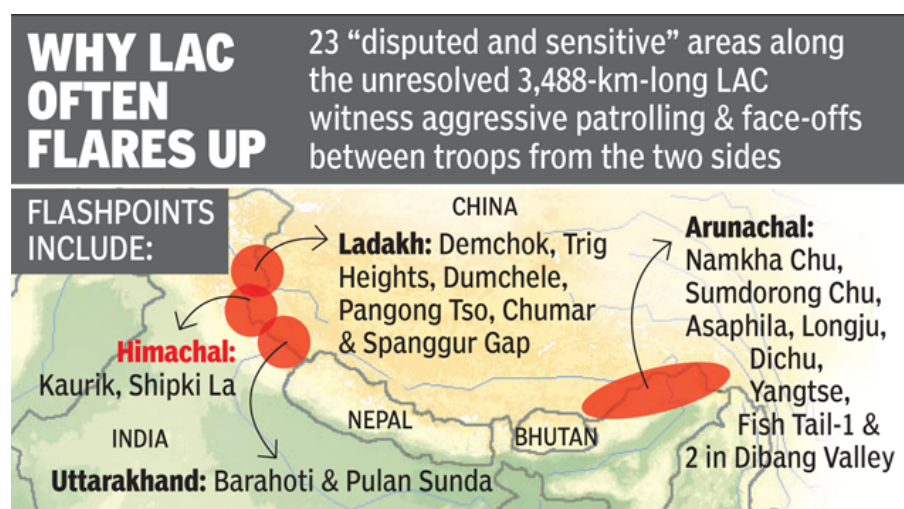 WHY LAC
OFTEN
FLARES UP
23 “disputed and sensitive” areas along
the unresolved 3,488-km-long LAC
witness aggressive patrolling & face-offs
between troops from the two sides
FLASHPOINTS
INCLUDE:
CHINA
Ladakh: Demchok, Trig
Heights, Dumchele,
Pangong Tso, Chumar
& Spanggur Gap
Arunachal:
Namkha Chu,
Sumdorong Chu,
Asaphila, Longju,
Dichu,
Yangtse,
Fish Tail-1 &
2 in Dibang Valley
Himachal:
Kaurik, Shipki La
NEPAL
BHUTAN
INDIA
Uttarakhand: Barahoti & Pulan Sunda